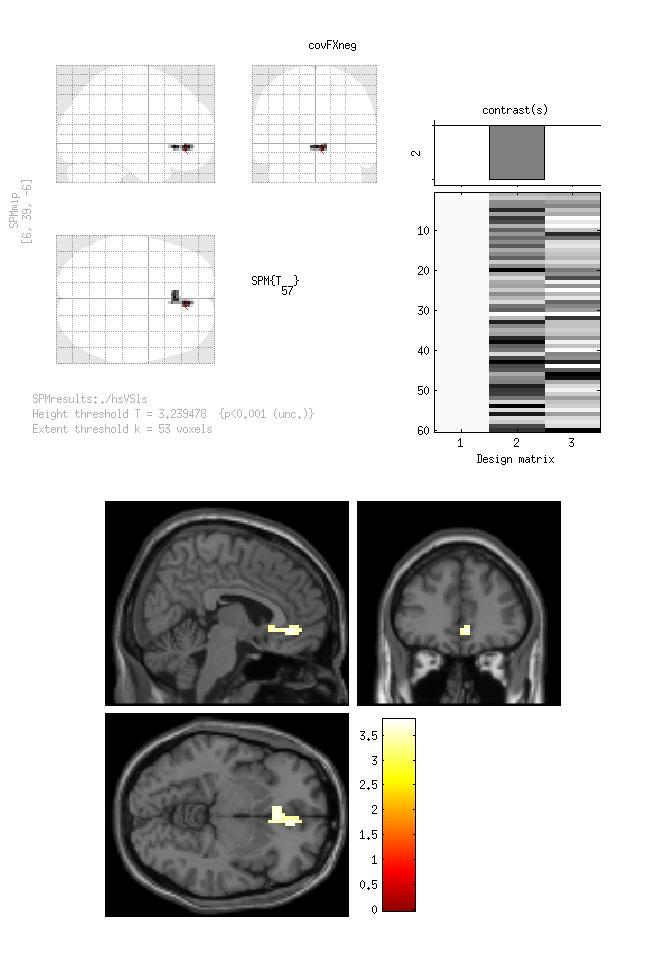 covFXneg
contrast(s)
2
SPMmip
[6, 39, -6]
SPM{T }
57
10
20
30
40
50
60
1 2 3
Design matrix
SPMresults:./hsVSls
Height threshold T = 3.239478 {p<0.001 (unc.)}
Extent threshold k = 53 voxels
3.5
3
2.5
2
1.5
1
0.5
0